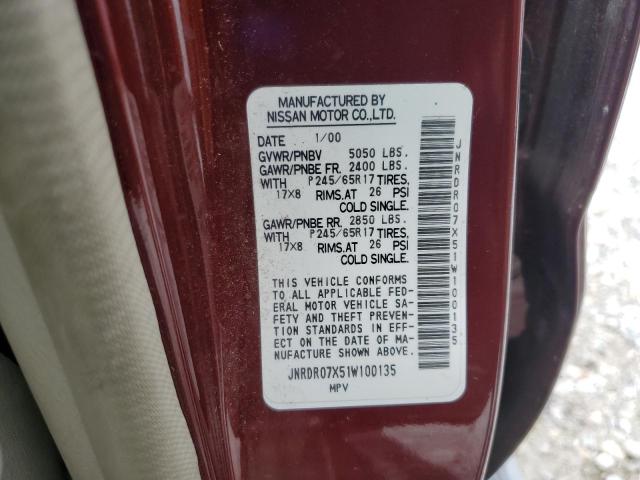 MANUFACTURED BY
NISSAN MOTOR CO.,LTD.
DATE 1/00
GVWR/PNBV 5050 LBS.
GAWR/PNBE FR. 2400 LBS.
WITH P245/65R17 TIRES,
17X8 RIMS.AT 26 PSI
COLD SINGLE.
GAWR/PNBE RR. 2850 LBS.
WITH P245/65R17 TIRES,
17X8 RIMS.AT 26 PSI
COLD SINGLE.
THIS VEHICLE CONFORMS
TO ALL APPLICABLE FED-
ERAL MOTOR VEHICLE SA-
FETY AND THEFT PREVEN-
TION STANDARDS IN EFF-
ECT ON THE DATE OF MA-
NUFACTURE SHOWN ABOVE.
JNRDR07X51W100135
MPV
JNRDR07X51W100135